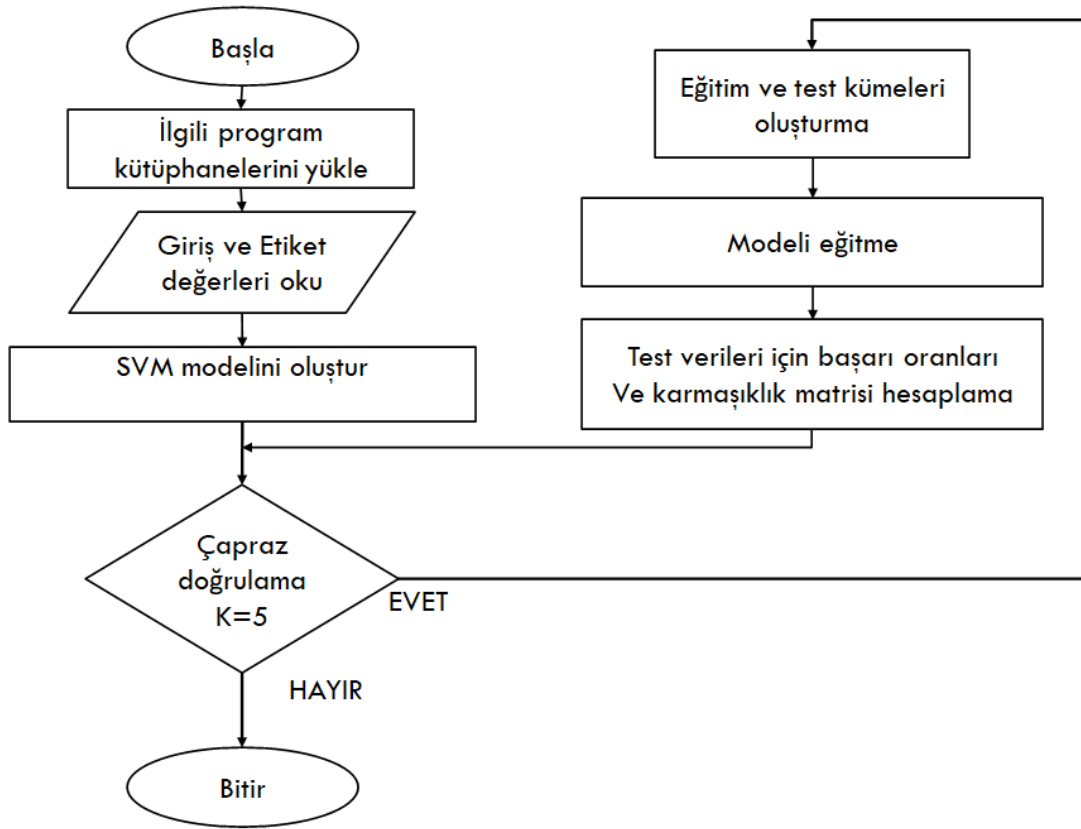 Başla
İlgili program
kütüphanelerini yükle
Giriş ve Etiket
değerleri oku
SVM modelini oluştur
Çapraz
doğrulama
K=5
EVET
HAYIR
Bitir
Eğitim ve test kümeleri
oluşturma
Modeli eğitme
Test verileri için başarı oranları
Ve karmaşıklık matrisi hesaplama